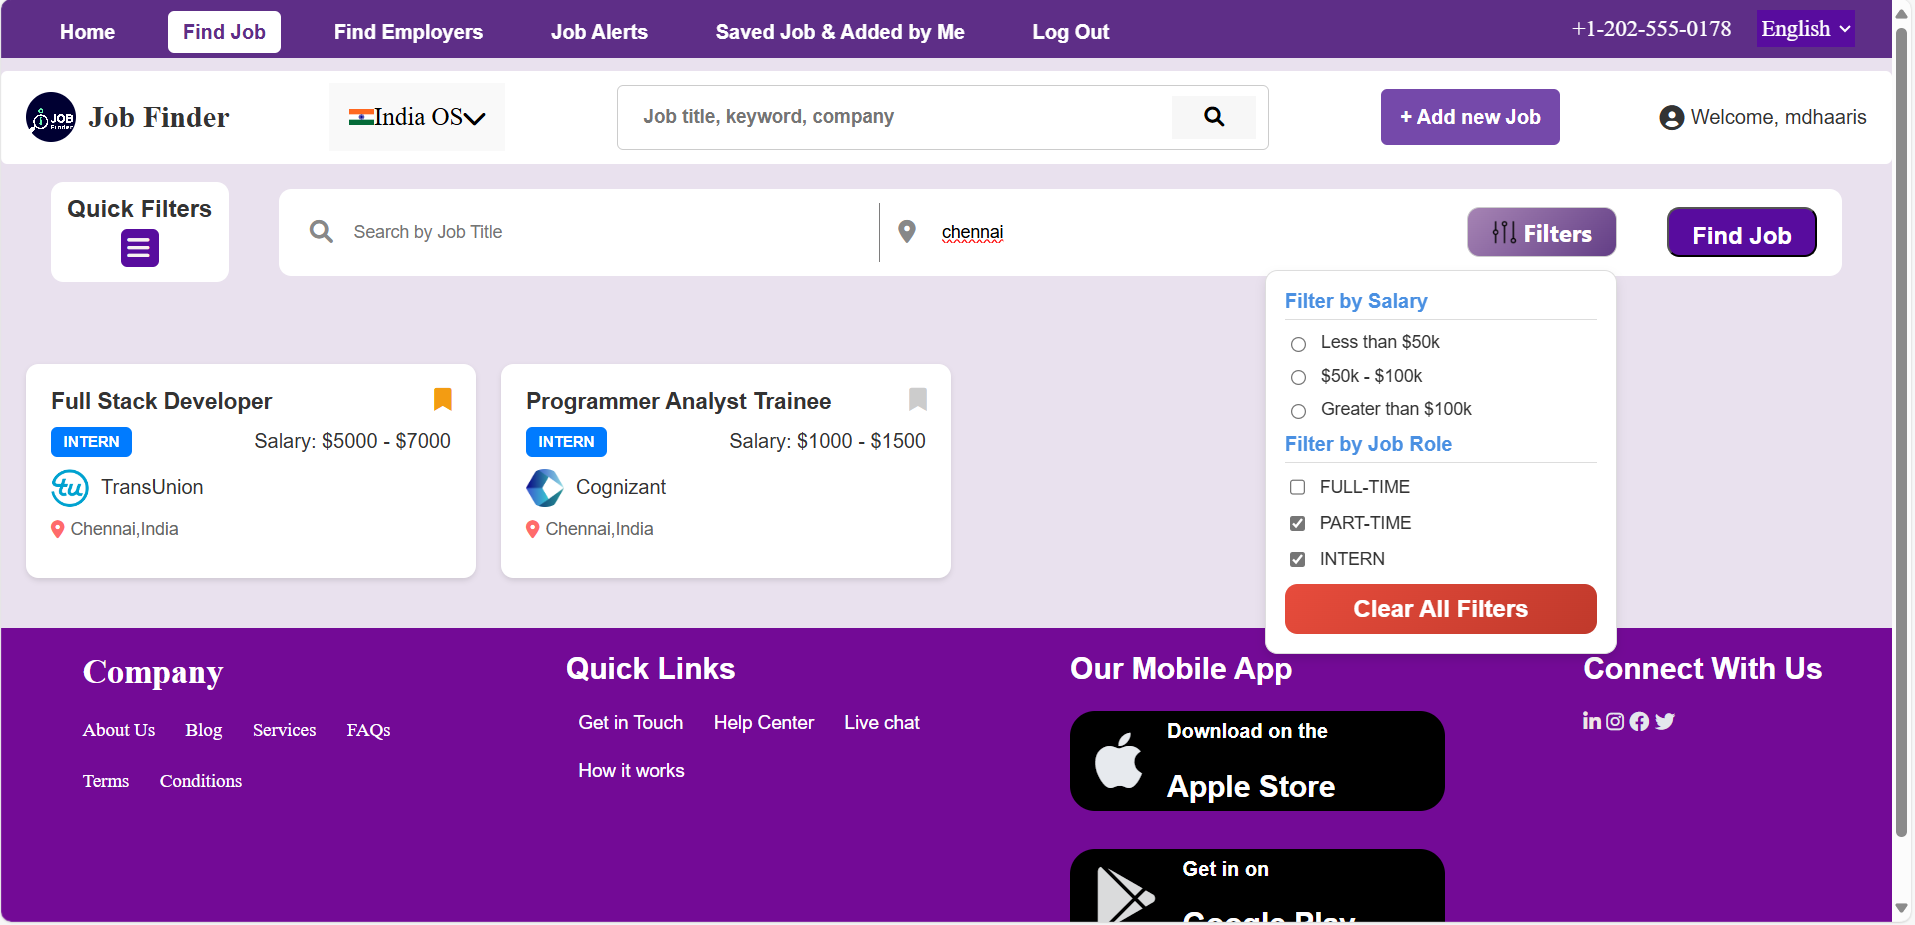 Home Find Job Find Employers Job Alerts Saved Job & Added by Me Log Out +1-202-555-0178 English
JOB
Finder
Job Finder India OS Job title, keyword, company + Add new Job Welcome, mdhaaris
Quick Filters
Search by Job Title chennai Filters Find Job
Filter by Salary
Less than $50k
$50k - $100k
Greater than $100k
Filter by Job Role
FULL-TIME
PART-TIME
INTERN
Clear All Filters
Full Stack Developer
INTERN Salary: $5000 - $7000
tu TransUnion
Chennai,India
Programmer Analyst Trainee
INTERN Salary: $1000 - $1500
Cognizant
Chennai,India
Company
About Us Blog Services FAQs
Terms Conditions
Quick Links
Get in Touch Help Center Live chat
How it works
Our Mobile App
Download on the
Apple Store
Get in on
Google Play
Connect With Us